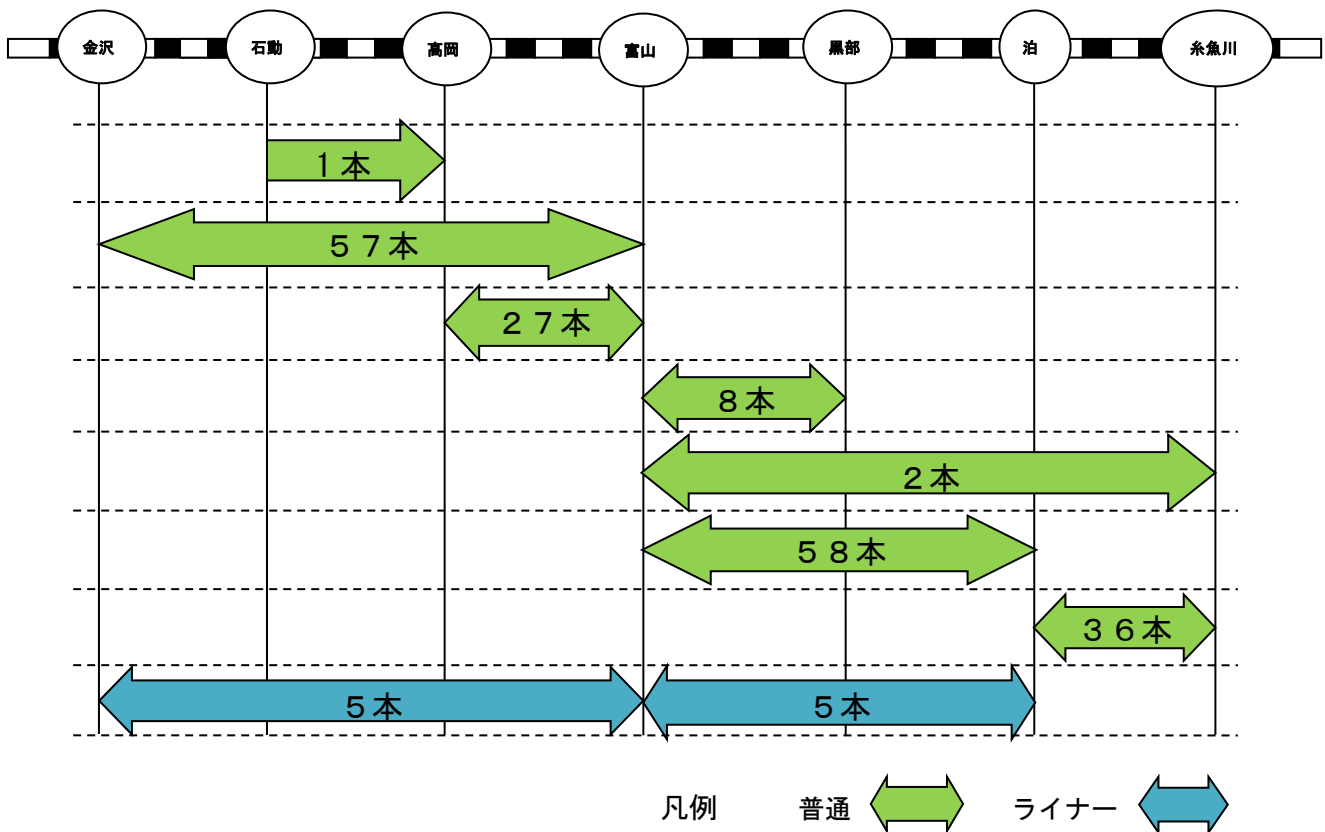 金沢 石動 高岡 富山 黒部 泊 糸魚川
1本
57本
27本
8本
2本
58本
36本
5本 5本
凡例 普通 ライナー